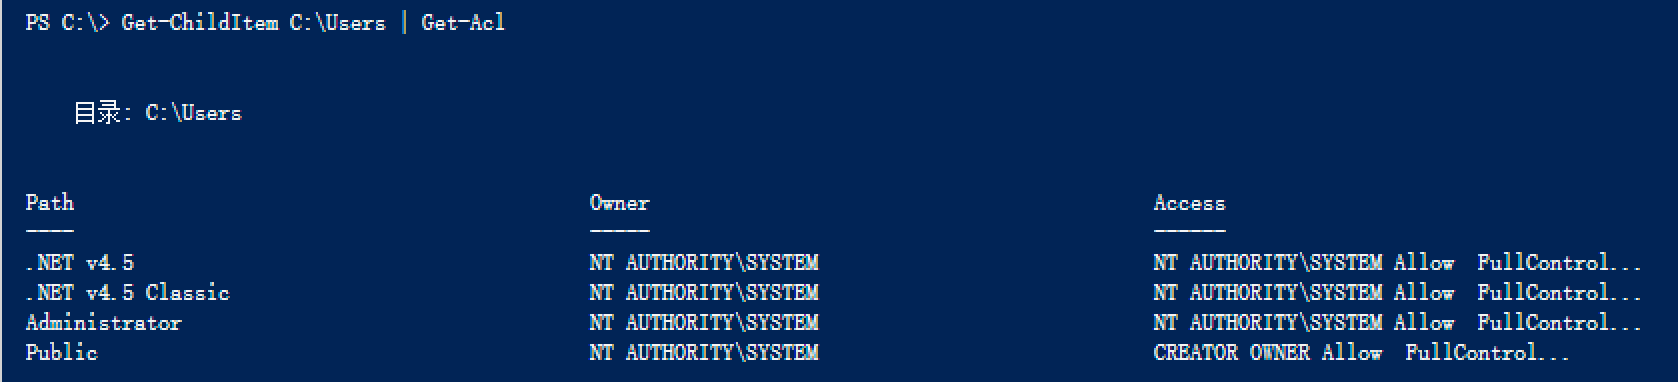 PS C:\> Get-ChildItem C:\Users | Get-Acl
目录: C:\Users
Path Owner Access
---- ----- ------
.NET v4.5 NT AUTHORITY\SYSTEM NT AUTHORITY\SYSTEM Allow  FullControl...
.NET v4.5 Classic NT AUTHORITY\SYSTEM NT AUTHORITY\SYSTEM Allow  FullControl...
Administrator NT AUTHORITY\SYSTEM NT AUTHORITY\SYSTEM Allow  FullControl...
Public NT AUTHORITY\SYSTEM CREATOR OWNER Allow  FullControl...